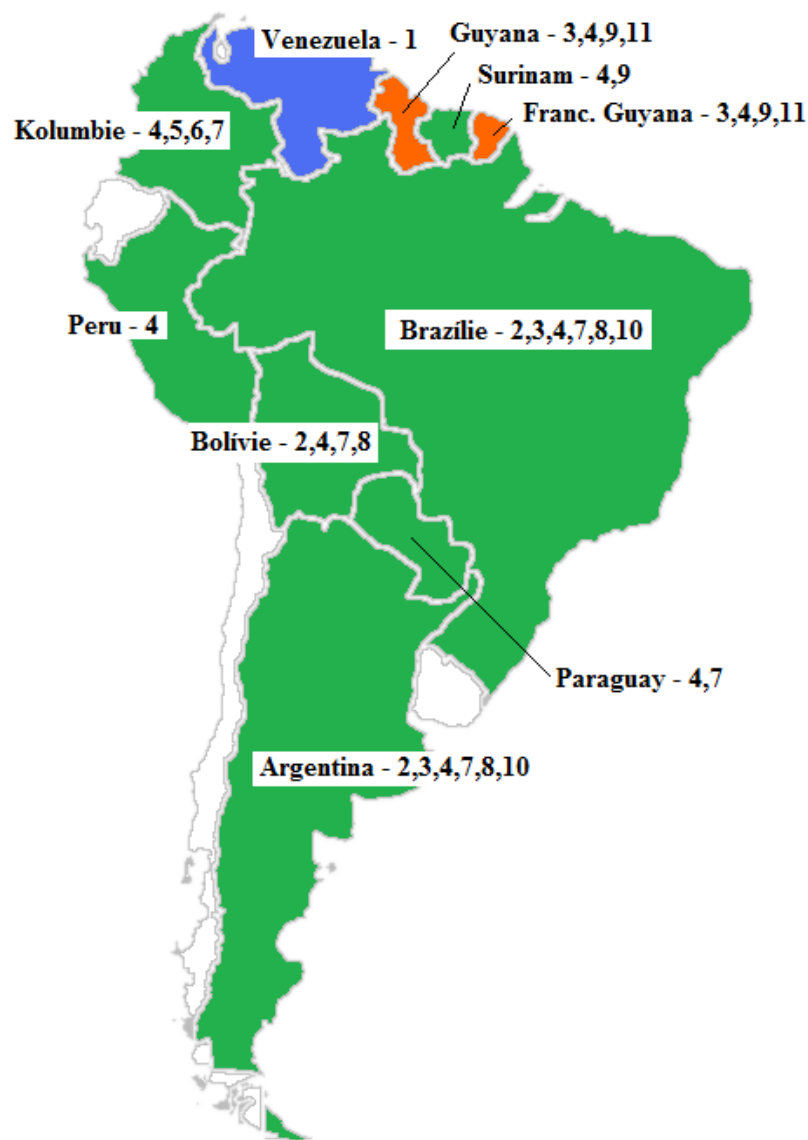 Venezuela - 1
Guyana - 3,4,9,11
Surinam - 4,9
Franc. Guyana - 3,4,9,11
Kolumbie - 4,5,6,7
Peru - 4
Brazílie - 2,3,4,7,8,10
Bolívie - 2,4,7,8
Paraguay - 4,7
Argentina - 2,3,4,7,8,10